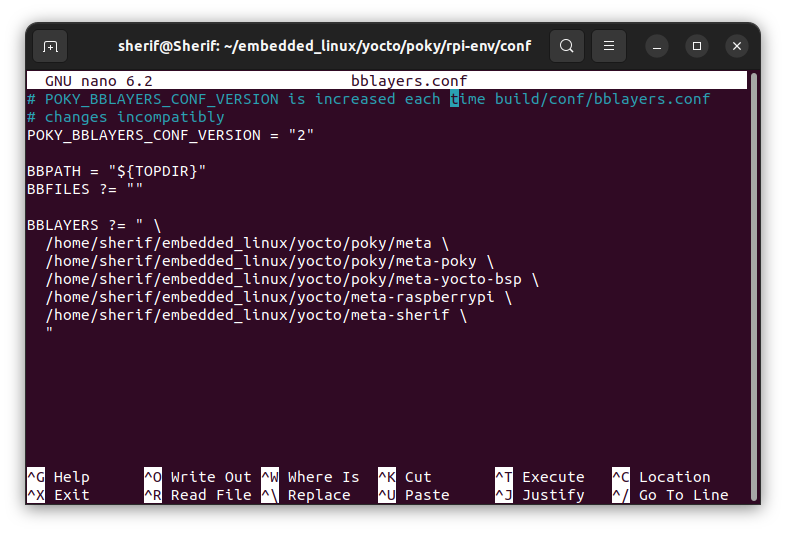 sherif@Sherif: ~/embedded_linux/yocto/poky/rpi-env/conf
GNU nano 6.2 bblayers.conf
# POKY_BBLAYERS_CONF_VERSION is increased each time build/conf/bblayers.conf
# changes incompatibly
POKY_BBLAYERS_CONF_VERSION = "2"
BBPATH = "${TOPDIR}"
BBFILES ?= ""
BBLAYERS ?= " \
/home/sherif/embedded_linux/yocto/poky/meta \
/home/sherif/embedded_linux/yocto/poky/meta-poky \
/home/sherif/embedded_linux/yocto/poky/meta-yocto-bsp \
/home/sherif/embedded_linux/yocto/meta-raspberrypi \
/home/sherif/embedded_linux/yocto/meta-sherif \
"
^G Help ^O Write Out ^W Where Is ^K Cut ^T Execute ^C Location
^X Exit ^R Read File ^\ Replace ^U Paste ^J Justify ^/ Go To Line